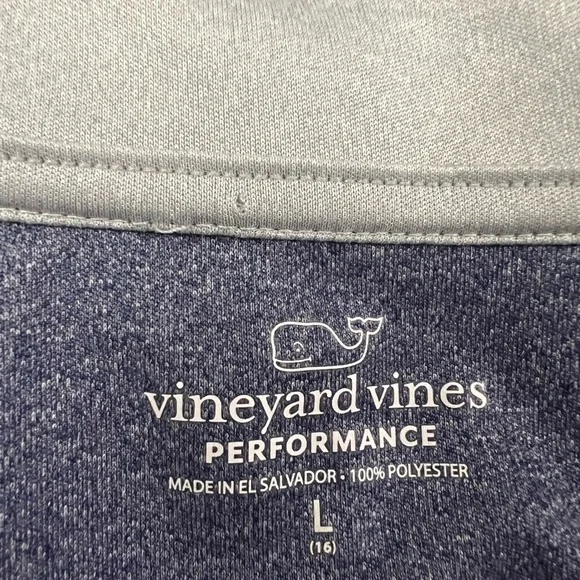 vineyard vines
PERFORMANCE
MADE IN EL SALVADOR • 100% POLYESTER
L
(16)